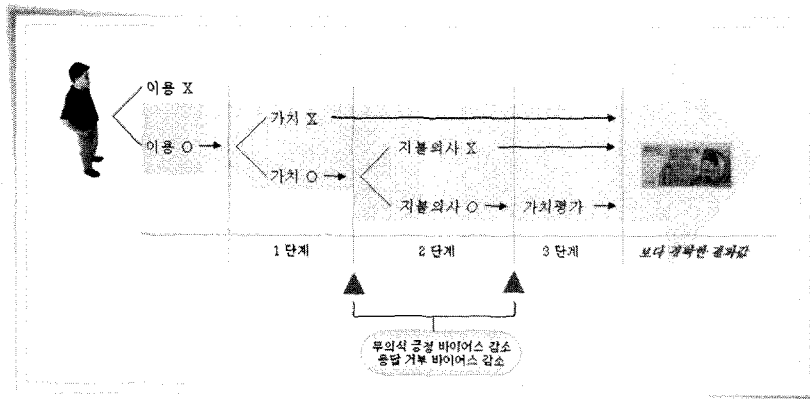 이용 X
이용 O
가치 X
가치 O
지불의사 X
지불의사 O
가치평가
1 단계
2 단계
3 단계
보다 정확한 결과값
무의식 긍정 바이어스 감소
응답 거부 바이어스 감소